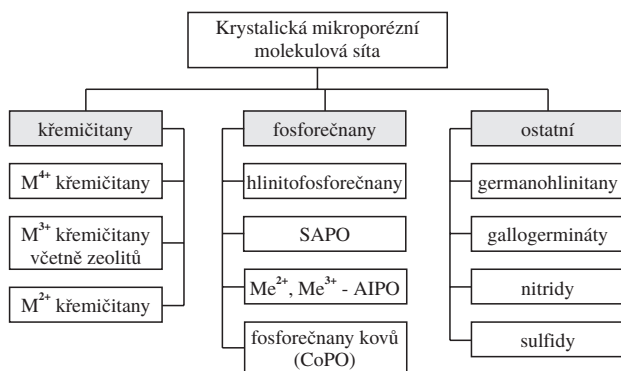 Krystalická mikroporézní
molekulová síta
křemičitany
M⁴⁺ křemičitany
M³⁺ křemičitany
včetně zeolitů
M²⁺ křemičitany
fosforečnany
hlinitofosforečnany
SAPO
Me²⁺, Me³⁺ - AIPO
fosforečnany kovů
(CoPO)
ostatní
germanohlinitany
gallogermináty
nitridy
sulfidy